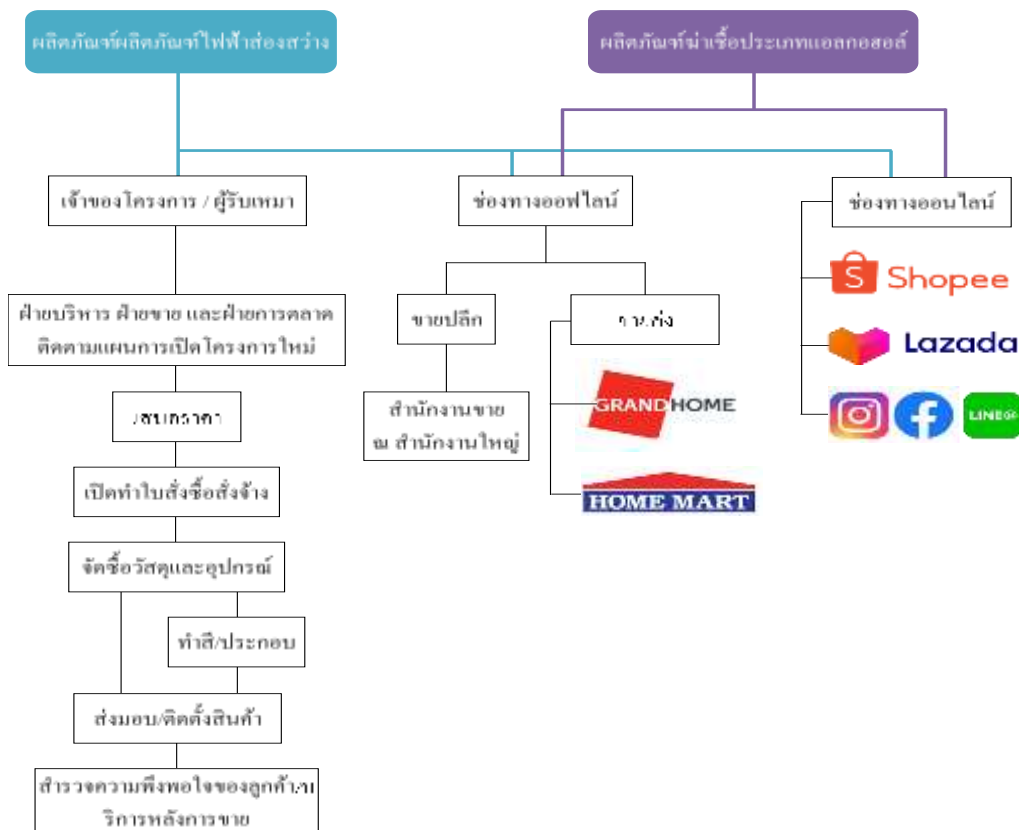 ผลิตภัณฑ์ผลิตภัณฑ์ไฟฟ้าส่องสว่าง
ผลิตภัณฑ์ฆ่าเชื้อประเภทแอลกอฮอล์
เจ้าของโครงการ / ผู้รับเหมา
ช่องทางออฟไลน์
ช่องทางออนไลน์
Shopee
ฝ่ายบริหาร ฝ่ายขาย และฝ่ายการตลาด
ติดตามแผนการเปิดโครงการใหม่
ขายปลีก
Lazada
สำนักงานขาย
ณ สำนักงานใหญ่
GRANDHOME
LINE@
เปิดทำใบสั่งซื้อสั่งจ้าง
HOME MART
จัดซื้อวัสดุและอุปกรณ์
ทำสี/ประกอบ
ส่งมอบ/ติดตั้งสินค้า
สำรวจความพึงพอใจของลูกค้า/บ
ริการหลังการขาย